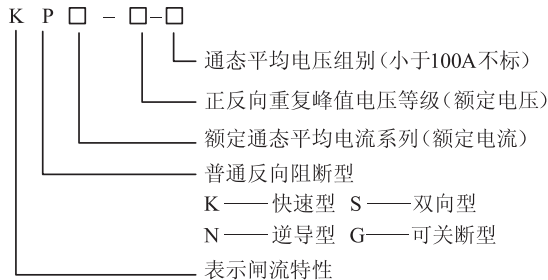 K P □ - □-□
通态平均电压组别(小于100A不标)
正反向重复峰值电压等级(额定电压)
额定通态平均电流系列(额定电流)
普通反向阻断型
K——快速型 S——双向型
N——逆导型 G——可关断型
表示闸流特性